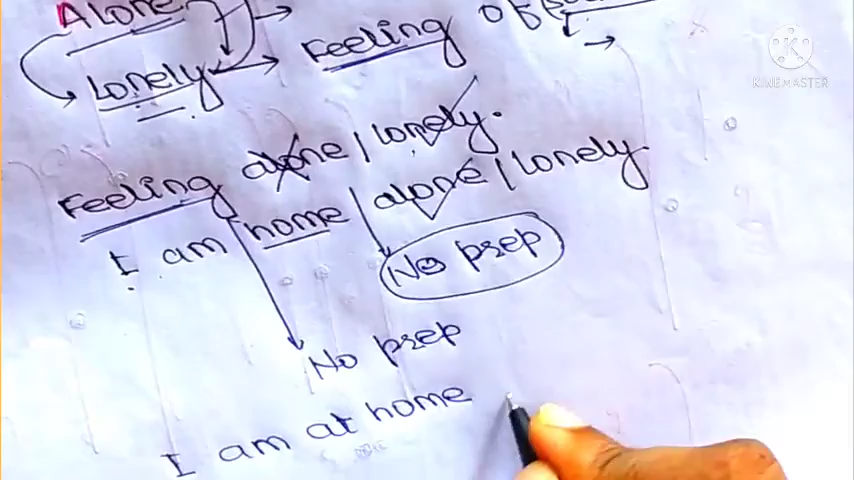 Alone
Feeling of
Lonely
Feeling alone / lonely.
I am home / alone / lonely.
No prep
No prep
I am at home
KINEMASTER